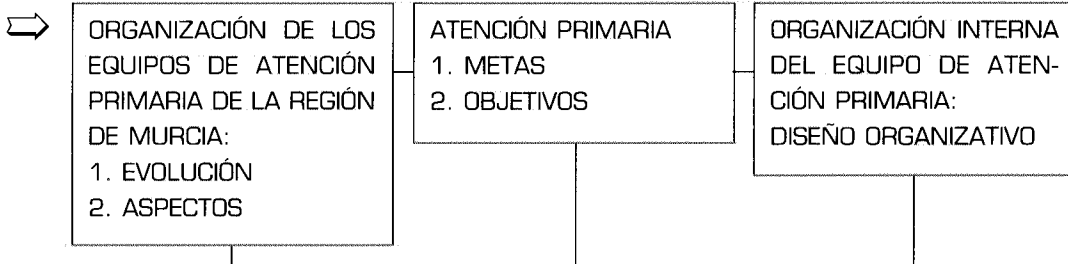 ORGANIZACIÓN DE LOS
EQUIPOS DE ATENCIÓN
PRIMARIA DE LA REGIÓN
DE MURCIA:
1. EVOLUCIÓN
2. ASPECTOS
ATENCIÓN PRIMARIA
1. METAS
2. OBJETIVOS
ORGANIZACIÓN INTERNA
DEL EQUIPO DE ATEN-
CIÓN PRIMARIA:
DISEÑO ORGANIZATIVO